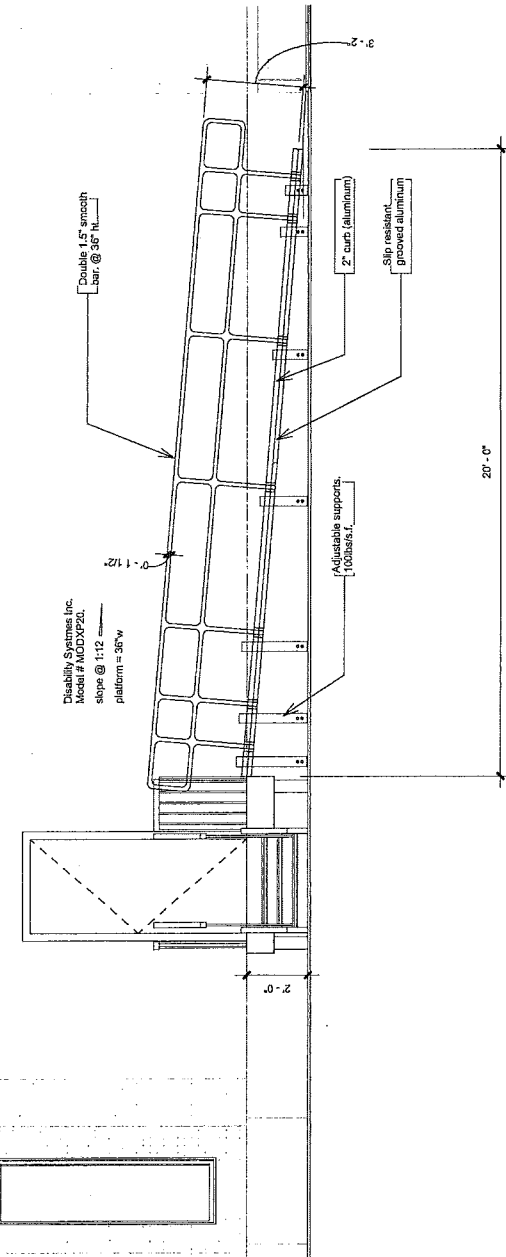 Disability Systmes Inc.
Model # MODXP20.
slope @ 1:12
platform = 36"w
Double 1.5" smooth
bar. @ 36" ht.
0' - 1 1/2"
3' - 2"
2' - 0"
Adjustable supports.
100lbs/s.f.
2" curb (aluminum)
Slip resistant
grooved aluminum
20' - 0"